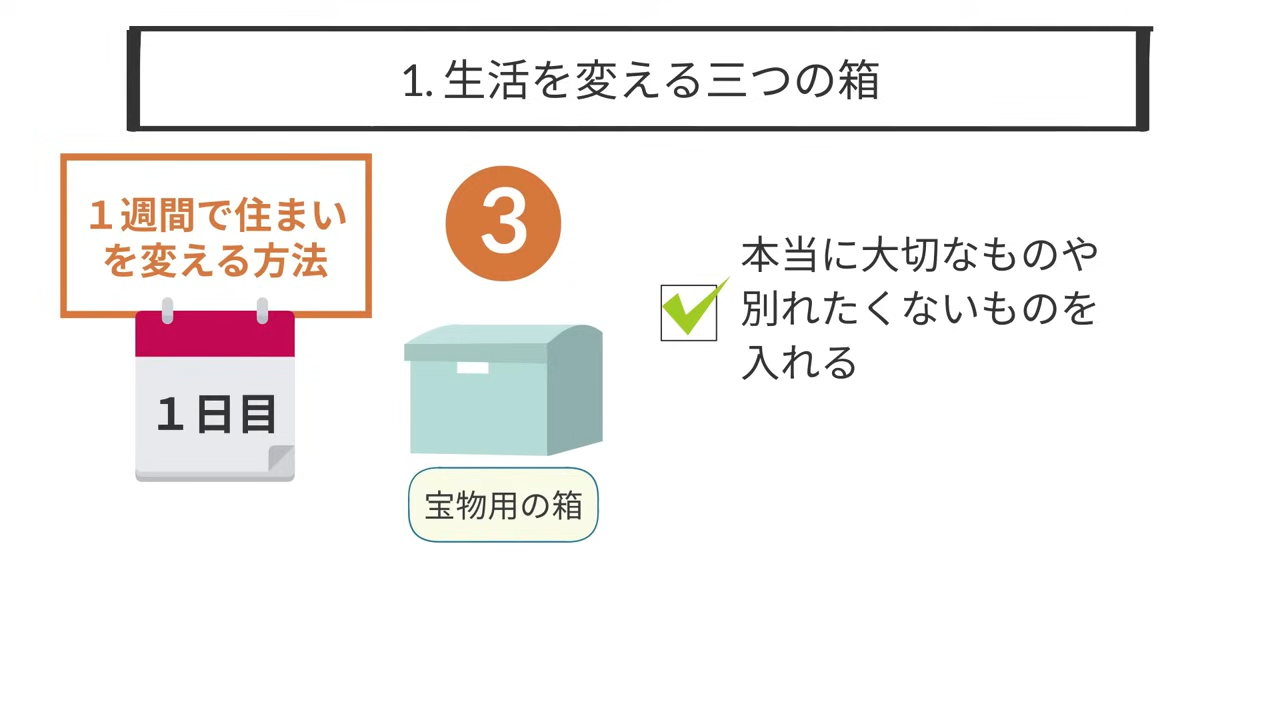 1. 生活を変える三つの箱
１週間で住まい
を変える方法
１日目
3
宝物用の箱
本当に大切なものや
別れたくないものを
入れる